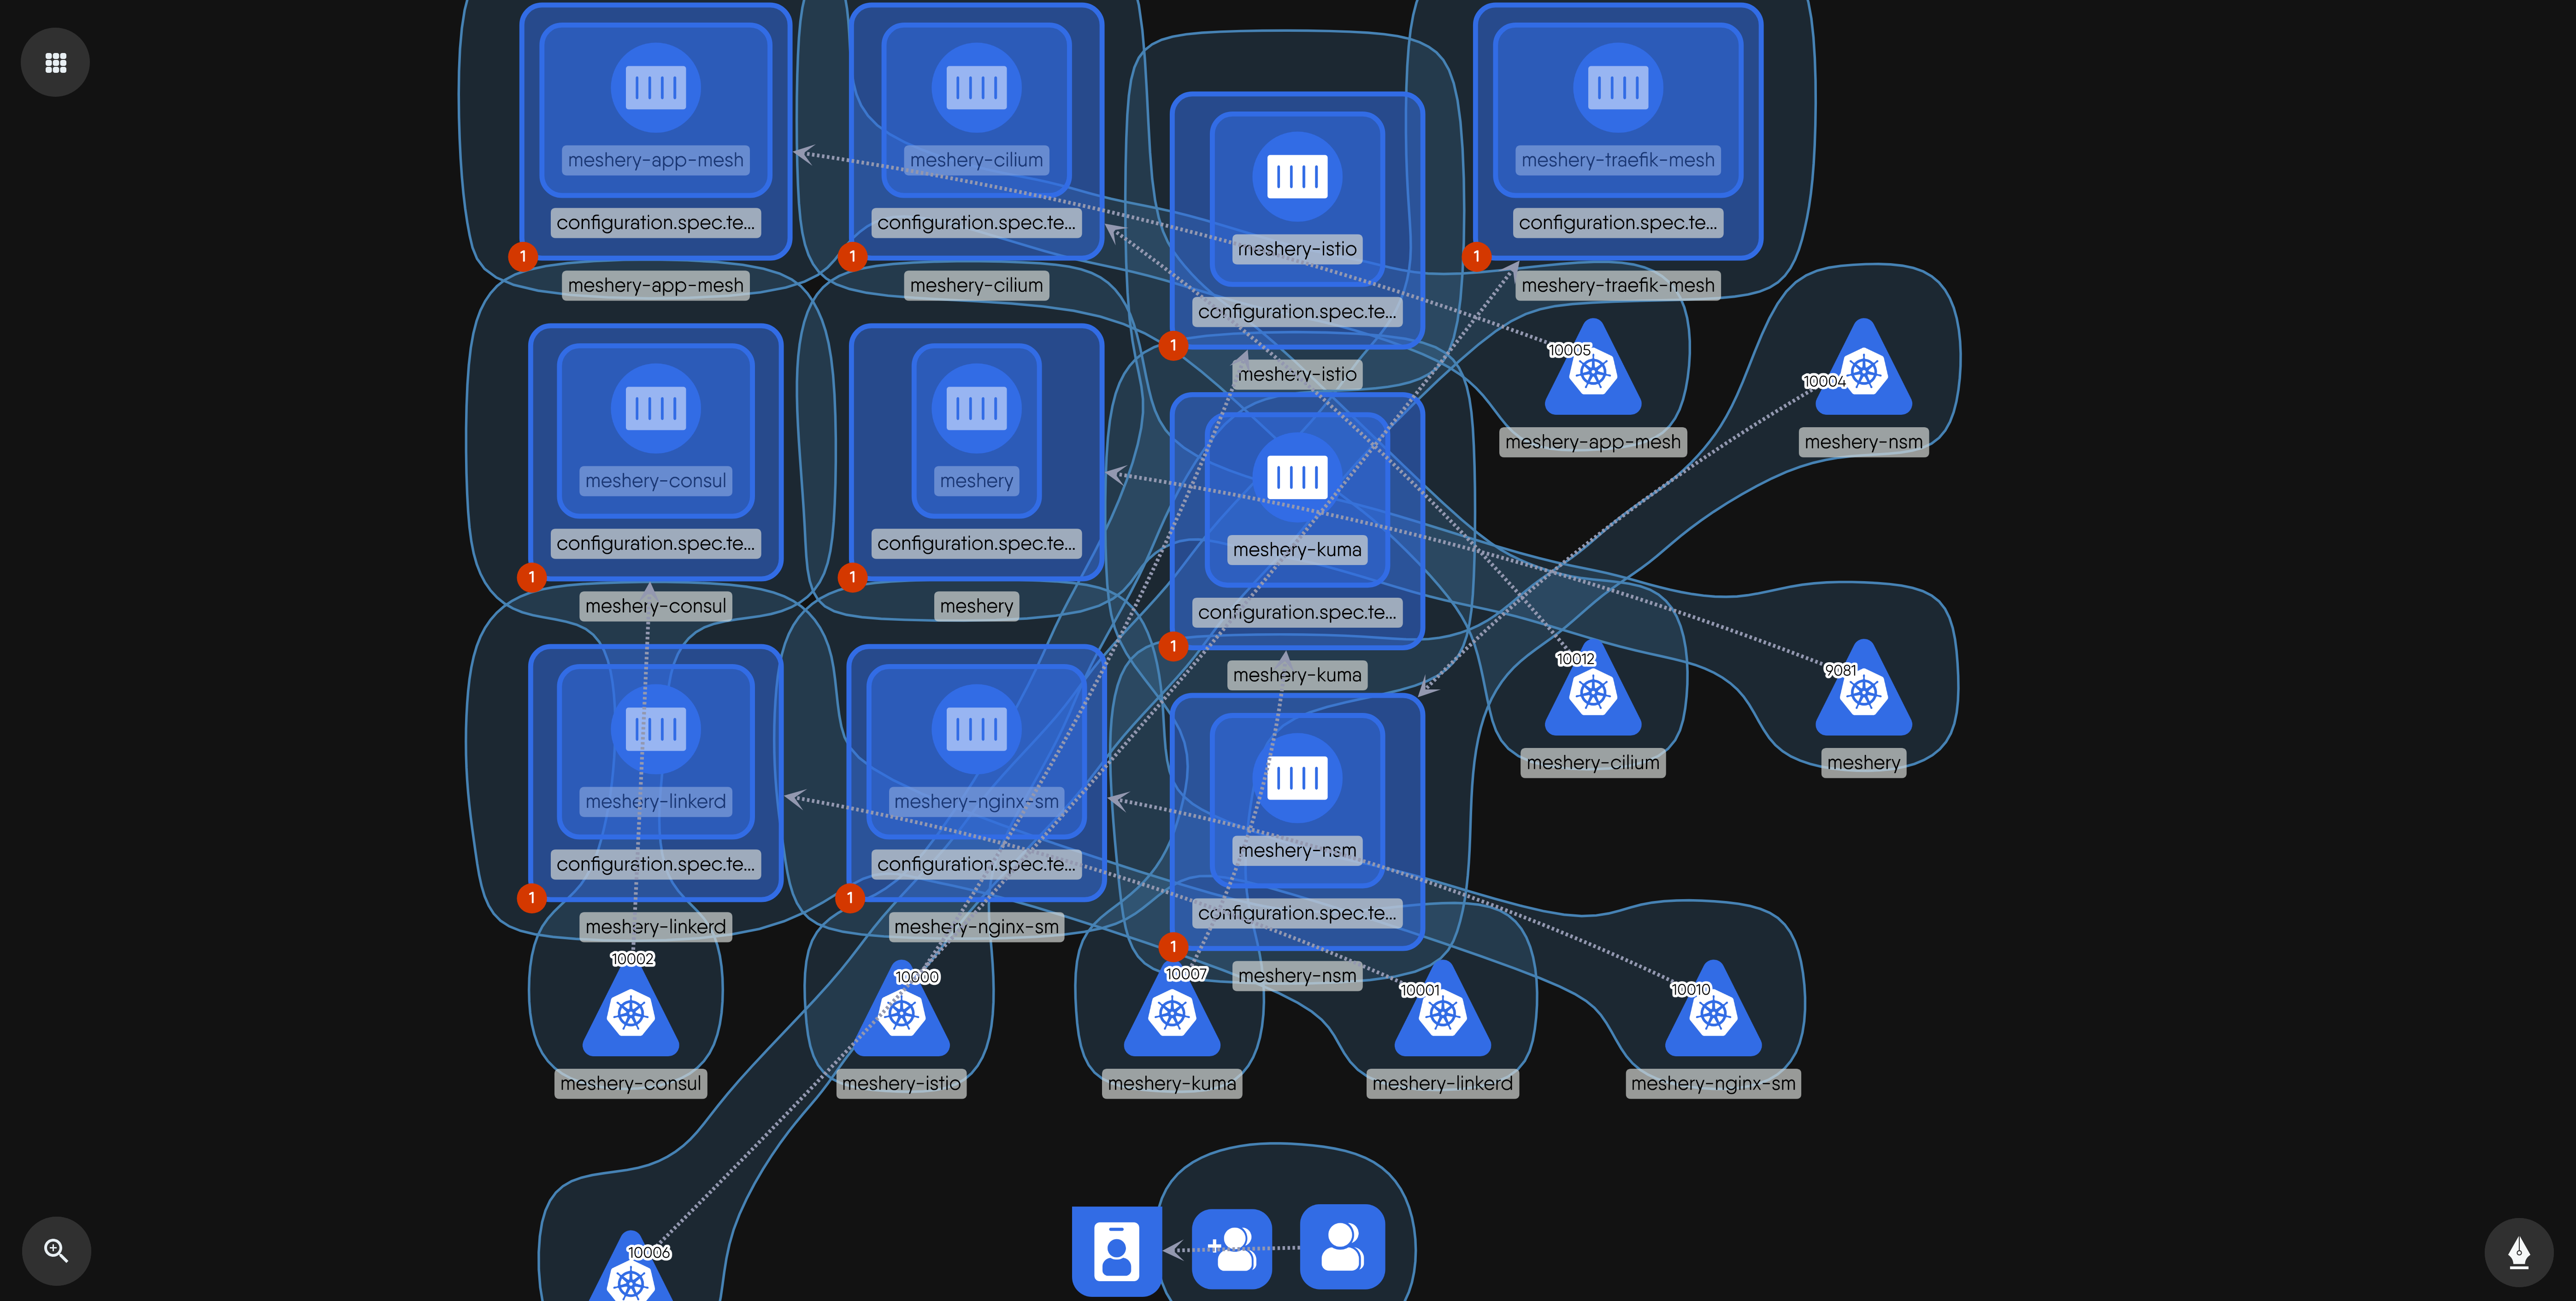 meshery-app-mesh
configuration.spec.te...
1
meshery-app-mesh
meshery-cilium
configuration.spec.te...
1
meshery-cilium
meshery-istio
configuration.spec.te...
1
meshery-istio
meshery-traefik-mesh
configuration.spec.te...
1
meshery-traefik-mesh
10005
meshery-app-mesh
10004
meshery-nsm
meshery-consul
configuration.spec.te...
1
meshery-consul
meshery
configuration.spec.te...
1
meshery
meshery-kuma
configuration.spec.te...
1
meshery-kuma
10012
meshery-cilium
9081
meshery
meshery-linkerd
configuration.spec.te...
1
meshery-linkerd
meshery-nginx-sm
configuration.spec.te...
1
meshery-nginx-sm
meshery-nsm
configuration.spec.te...
1
meshery-nsm
10002
meshery-consul
10000
meshery-istio
10007
meshery-kuma
10001
meshery-linkerd
10010
meshery-nginx-sm
10006